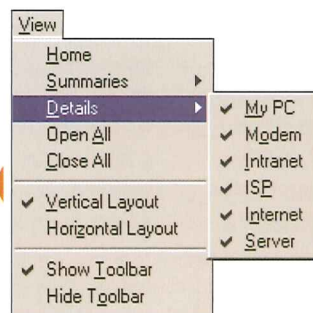 View
Home
Summaries
Details
Open All
Close All
Vertical Layout
Horizontal Layout
Show Toolbar
Hide Toolbar
My PC
Modem
Intranet
ISP
Internet
Server